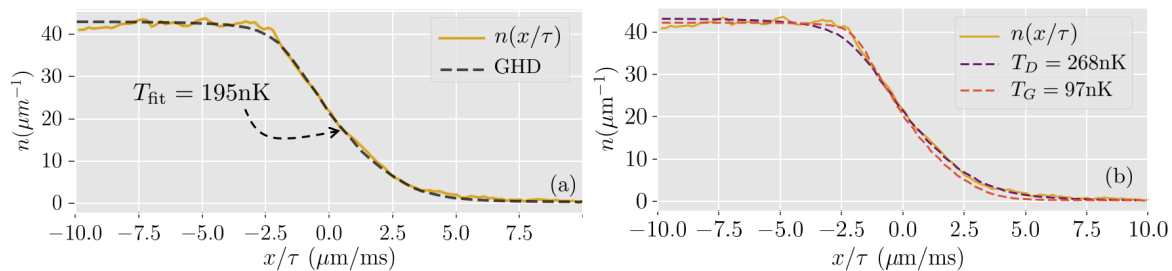 n(μm⁻¹)
40
20
0
T_fit = 195nK
n(x/τ)
GHD
(a)
−10.0 −7.5 −5.0 −2.5 0.0 2.5 5.0 7.5
x/τ (μm/ms)
n(μm⁻¹)
40
30
20
10
0
n(x/τ)
T_D = 268nK
T_G = 97nK
(b)
−10.0 −7.5 −5.0 −2.5 0.0 2.5 5.0 7.5 10.0
x/τ (μm/ms)